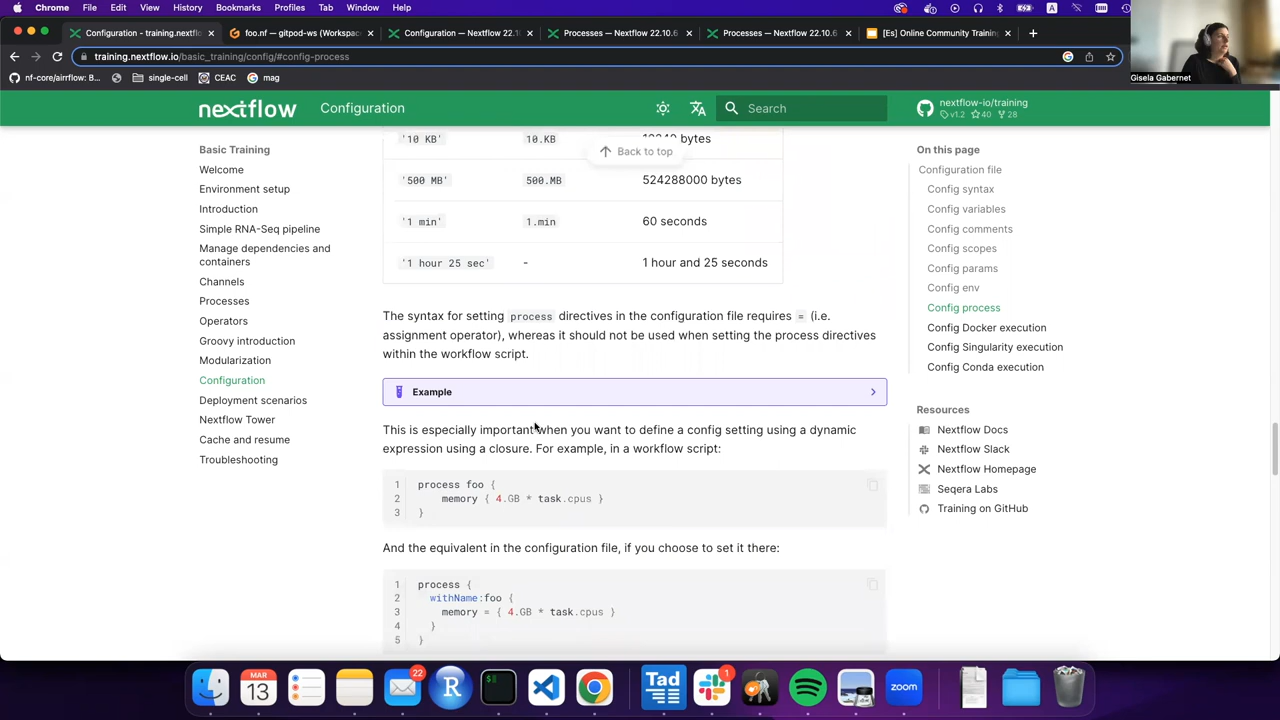 Chrome File Edit View History Bookmarks Profiles Tab Window Help
Configuration - training.nextfl
foo.nf — gitpod-ws (Workspac
Configuration — Nextflow 22.10.
Processes — Nextflow 22.10.6
Processes — Nextflow 22.10.6
[Es] Online Community Trainin
training.nextflow.io/basic_training/config/#config-process
nf-core/airrflow: B...
single-cell
CEAC
mag
Gisela Gabernet
nextflow
Configuration
Search
nextflow-io/training
v1.2 40 28
Basic Training
Welcome
Environment setup
Introduction
Simple RNA-Seq pipeline
Manage dependencies and
containers
Channels
Processes
Operators
Groovy introduction
Modularization
Configuration
Deployment scenarios
Nextflow Tower
Cache and resume
Troubleshooting
'10 KB' 10.KB 10240 bytes
Back to top
'500 MB' 500.MB 524288000 bytes
'1 min' 1.min 60 seconds
'1 hour 25 sec' - 1 hour and 25 seconds
The syntax for setting process directives in the configuration file requires = (i.e.
assignment operator), whereas it should not be used when setting the process directives
within the workflow script.
Example
This is especially important when you want to define a config setting using a dynamic
expression using a closure. For example, in a workflow script:
1 process foo {
2 memory { 4.GB * task.cpus }
3 }
And the equivalent in the configuration file, if you choose to set it there:
1 process {
2 withName:foo {
3 memory = { 4.GB * task.cpus }
4 }
5 }
On this page
Configuration file
Config syntax
Config variables
Config comments
Config scopes
Config params
Config env
Config process
Config Docker execution
Config Singularity execution
Config Conda execution
Resources
Nextflow Docs
Nextflow Slack
Nextflow Homepage
Seqera Labs
Training on GitHub
MAR
13
22
R
Tad
1
zoom